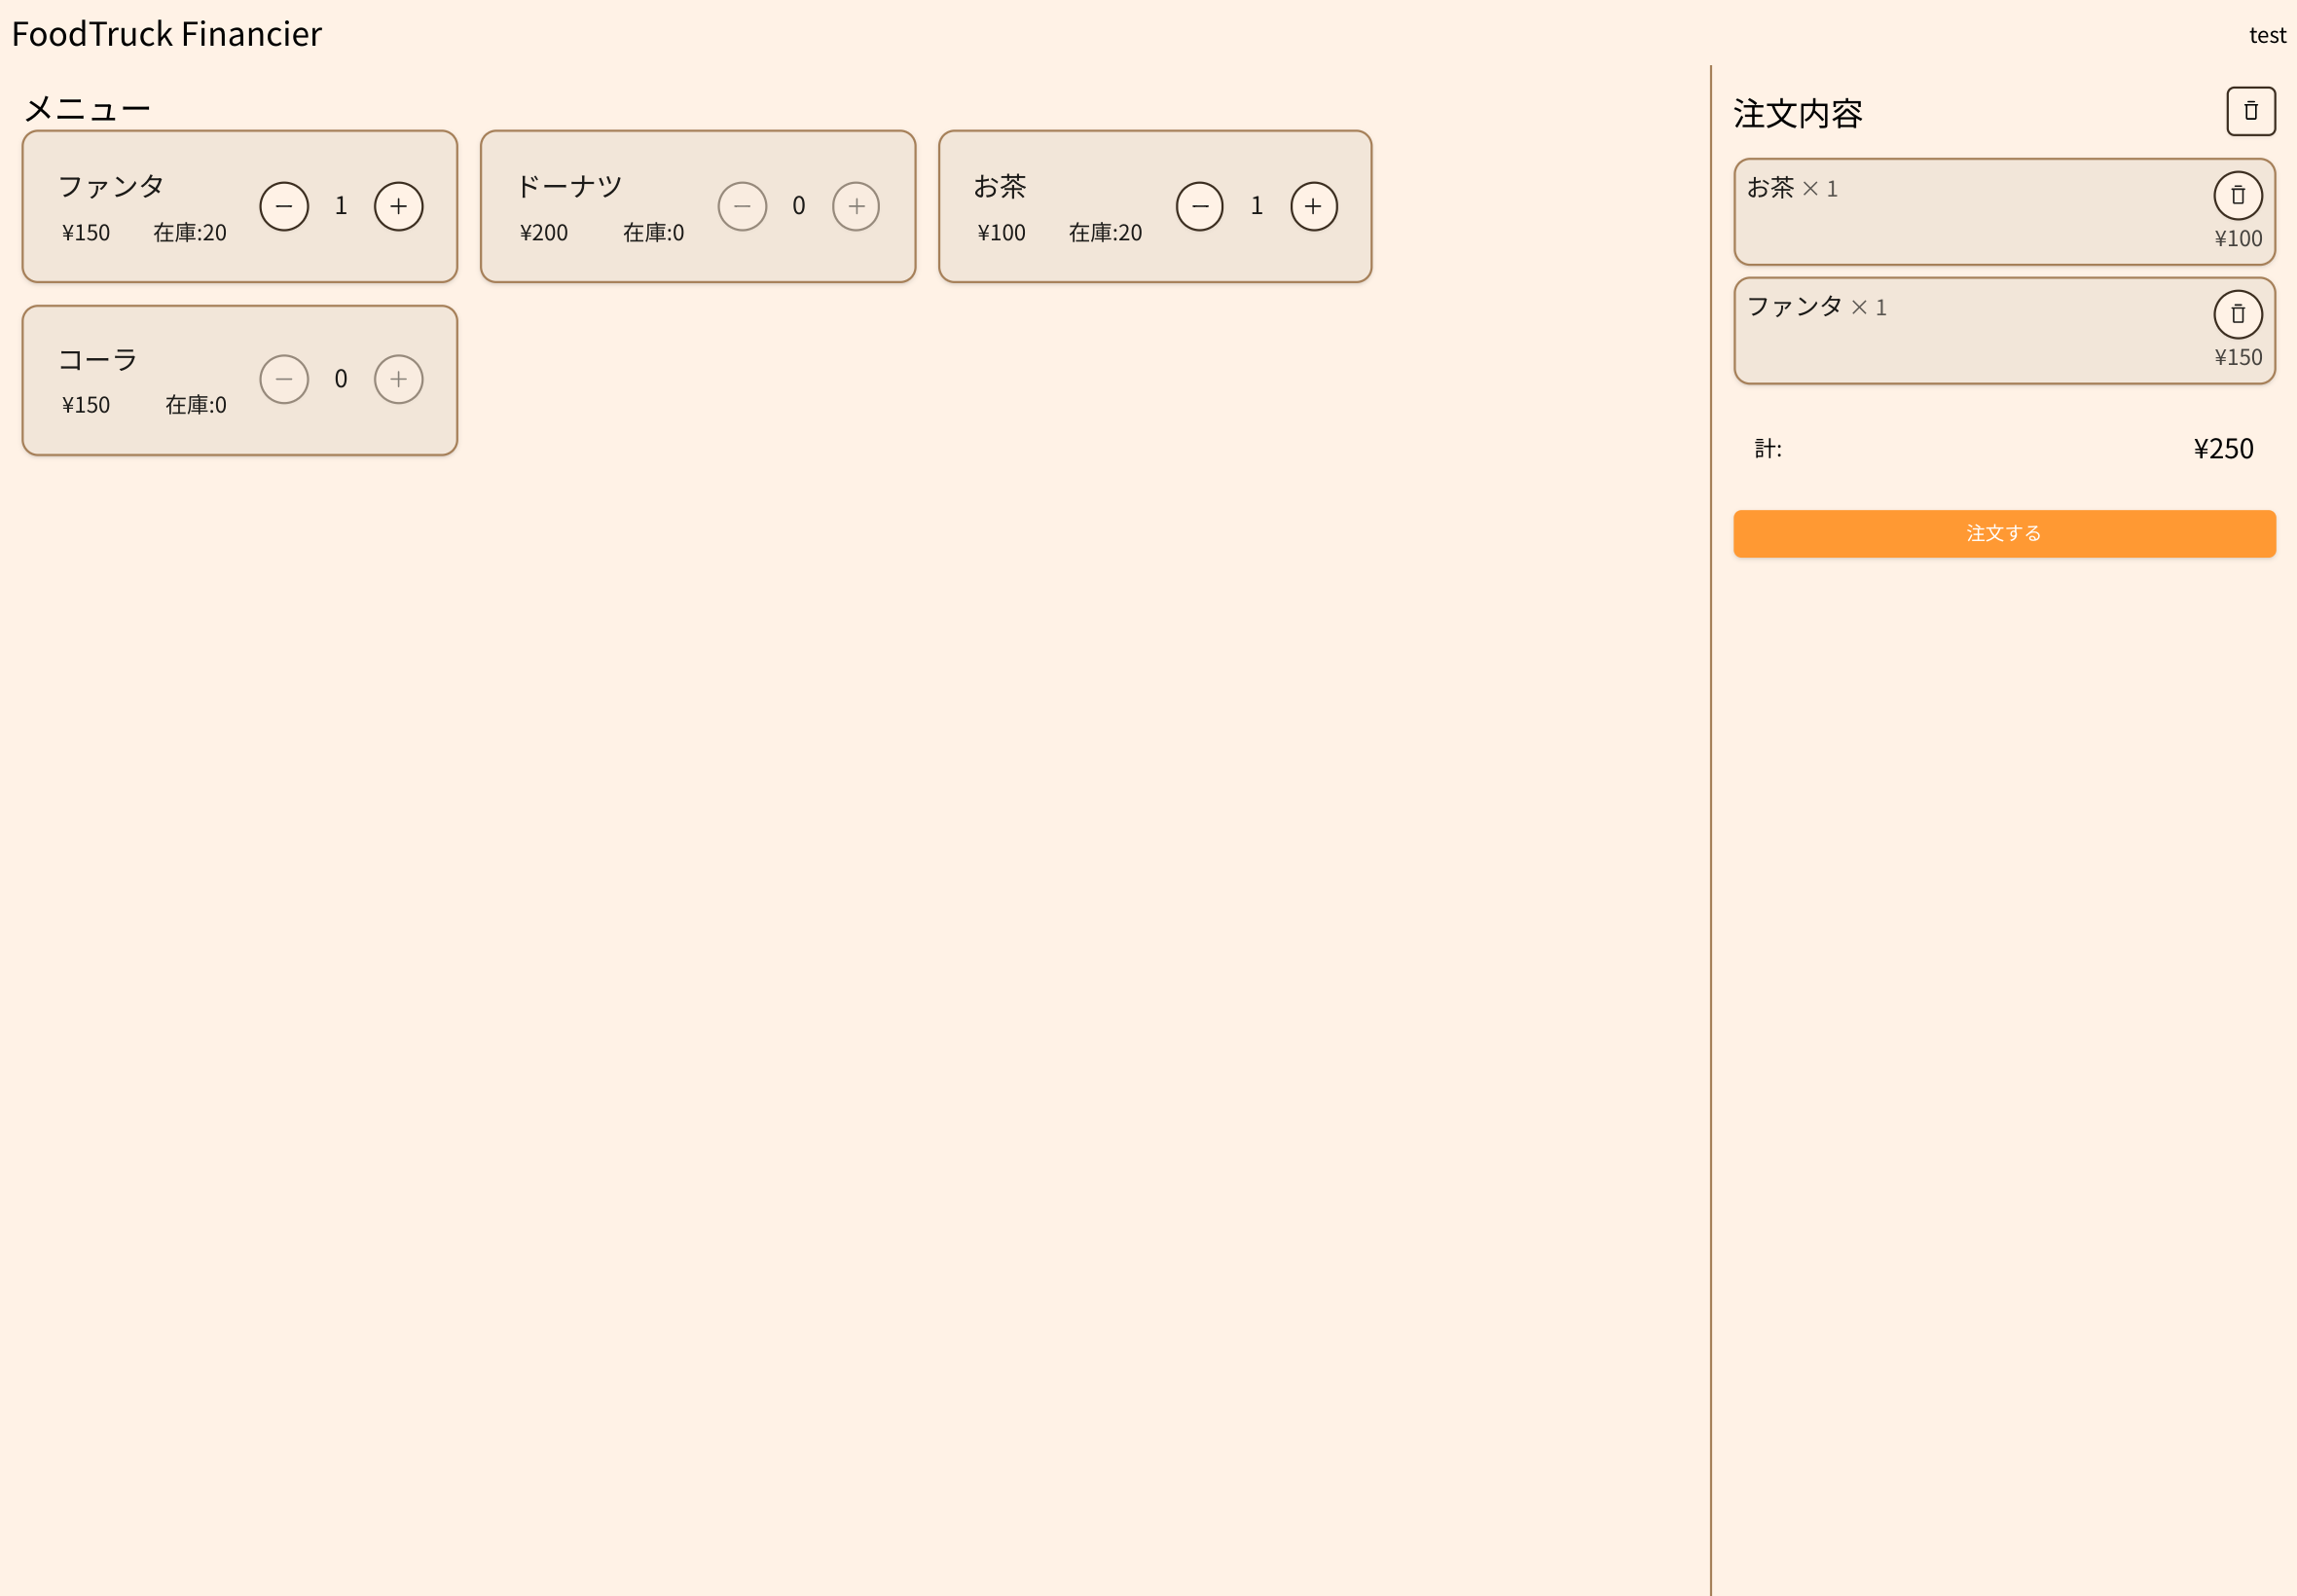 FoodTruck Financier
test
メニュー
ファンタ
¥150 在庫:20
1
ドーナツ
¥200 在庫:0
0
お茶
¥100 在庫:20
1
コーラ
¥150 在庫:0
0
注文内容
お茶 × 1
¥100
ファンタ × 1
¥150
計: ¥250
注文する